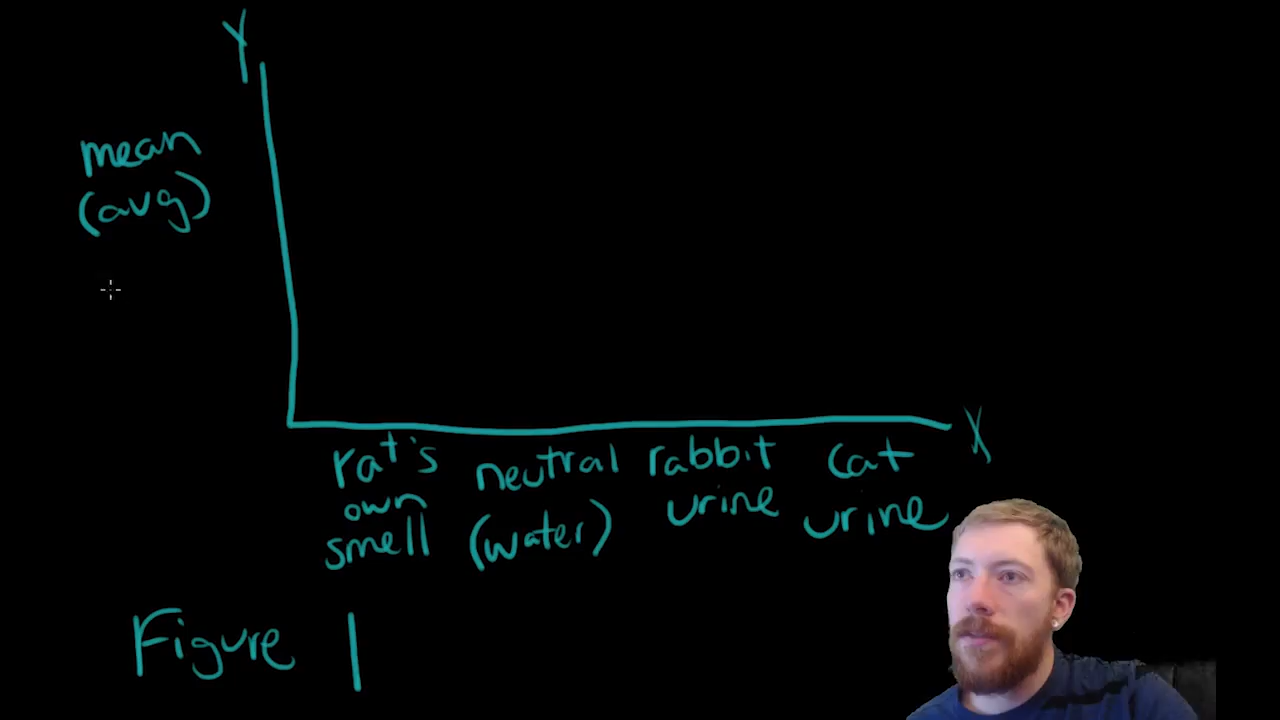 Y
mean
(avg)
X
rat's
own
smell
neutral
(water)
rabbit
urine
cat
urine
Figure 1